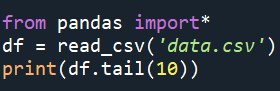 from pandas import*
df = read_csv('data.csv')
print(df.tail(10))